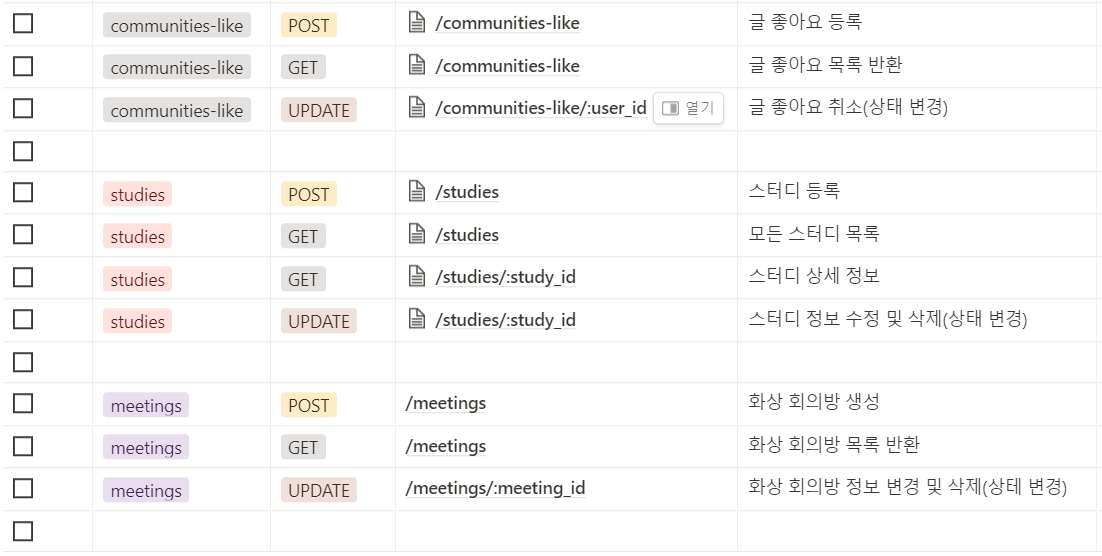 communities-like POST /communities-like 글 좋아요 등록
communities-like GET /communities-like 글 좋아요 목록 반환
communities-like UPDATE /communities-like/:user_id 열기 글 좋아요 취소(상태 변경)
studies POST /studies 스터디 등록
studies GET /studies 모든 스터디 목록
studies GET /studies/:study_id 스터디 상세 정보
studies UPDATE /studies/:study_id 스터디 정보 수정 및 삭제(상태 변경)
meetings POST /meetings 화상 회의방 생성
meetings GET /meetings 화상 회의방 목록 반환
meetings UPDATE /meetings/:meeting_id 화상 회의방 정보 변경 및 삭제(상테 변경)